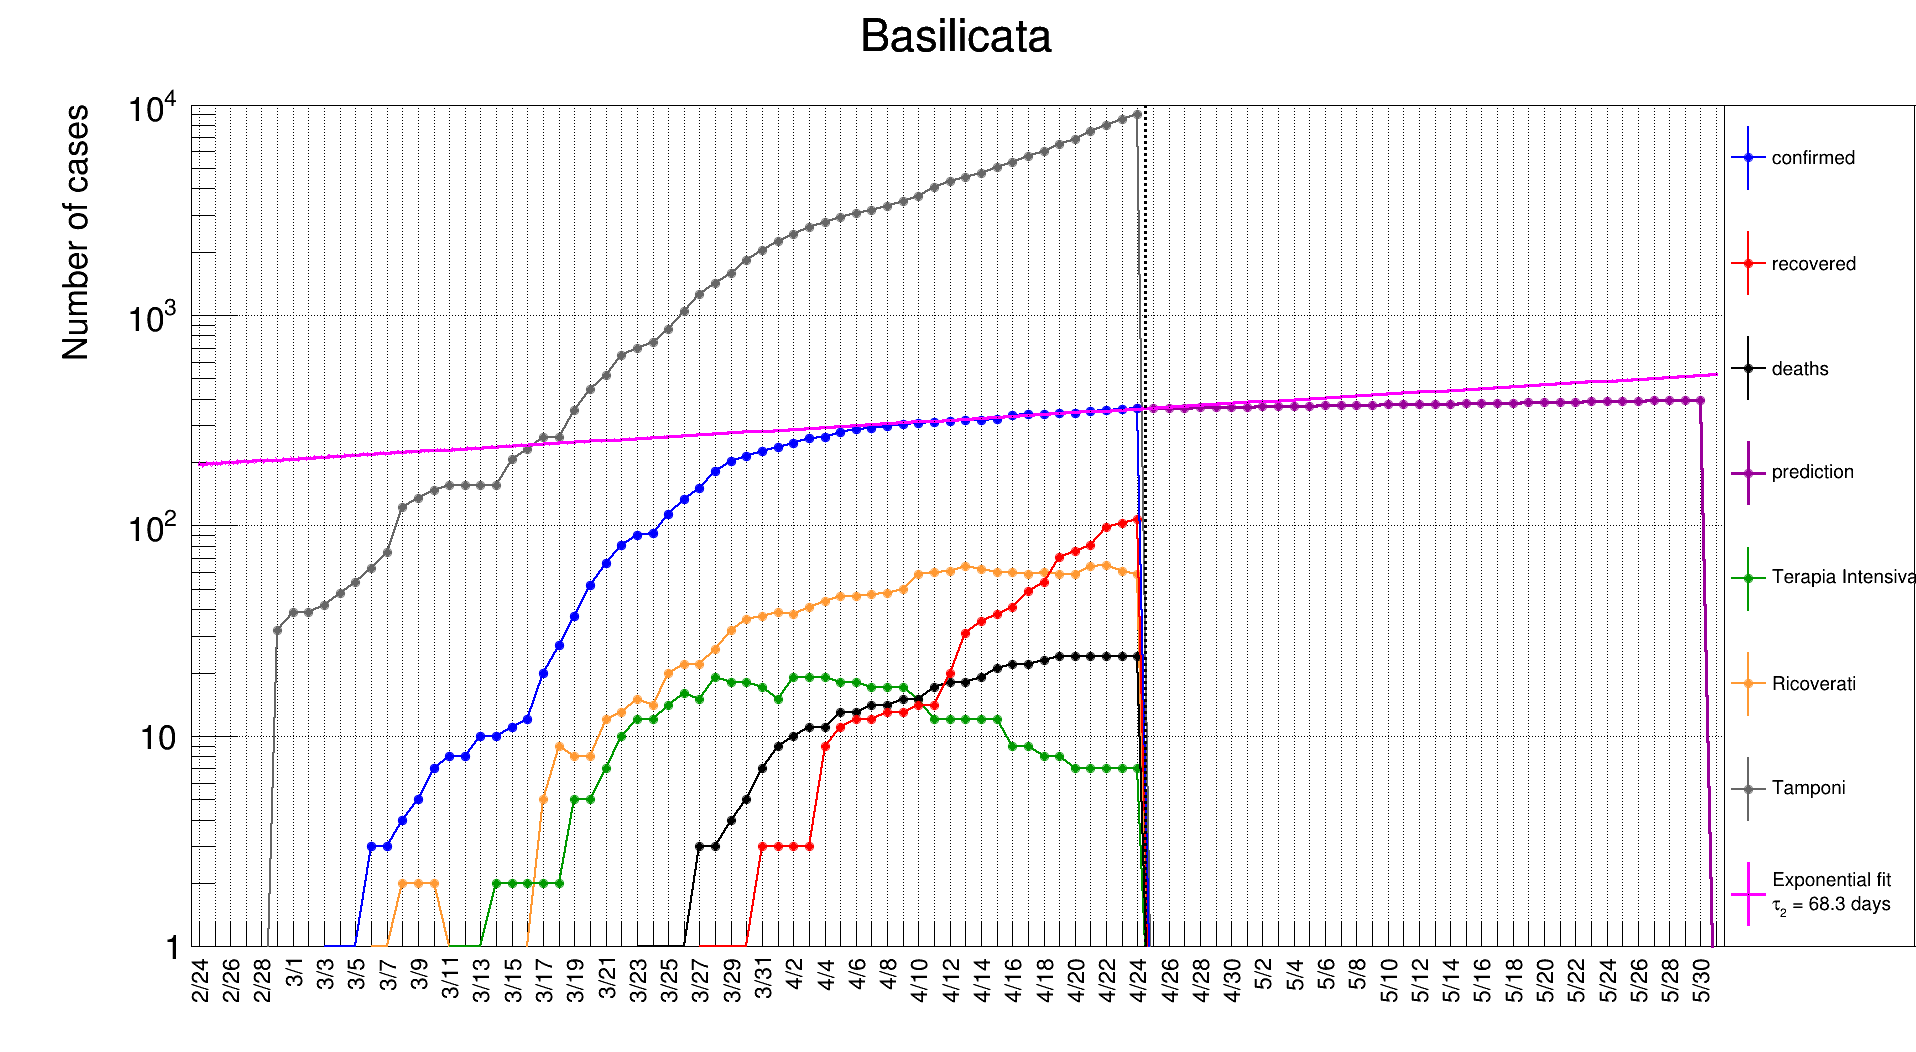 Basilicata
Number of cases
10^4
10^3
10^2
10
1
2/24 2/26 2/28 3/1 3/3 3/5 3/7 3/9 3/11 3/13 3/15 3/17 3/19 3/21 3/23 3/25 3/27 3/29 3/31 4/2 4/4 4/6 4/8 4/10 4/12 4/14 4/16 4/18 4/20 4/22 4/24 4/26 4/28 4/30 5/2 5/4 5/6 5/8 5/10 5/12 5/14 5/16 5/18 5/20 5/22 5/24 5/26 5/28 5/30
confirmed
recovered
deaths
prediction
Terapia Intensiva
Ricoverati
Tamponi
Exponential fit
τ2 = 68.3 days